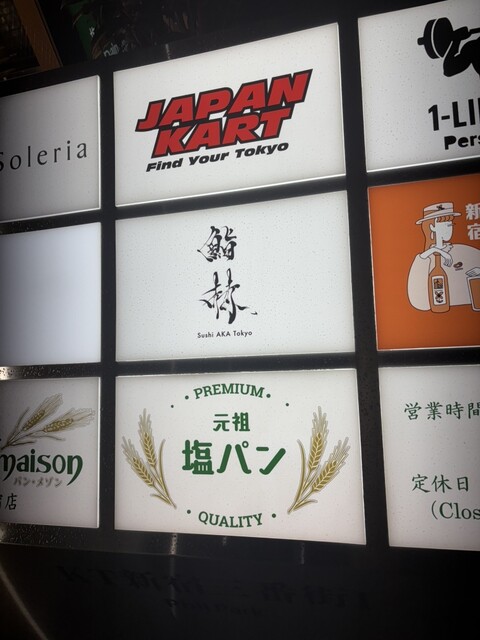 Soleria
JAPAN
KART
Find Your Tokyo
1-LI
Pers
鮨
Sushi AKA Tokyo
新
宿
maison
パン・メゾン
店
PREMIUM
元祖
塩パン
QUALITY
営業時間
定休日
(Clos